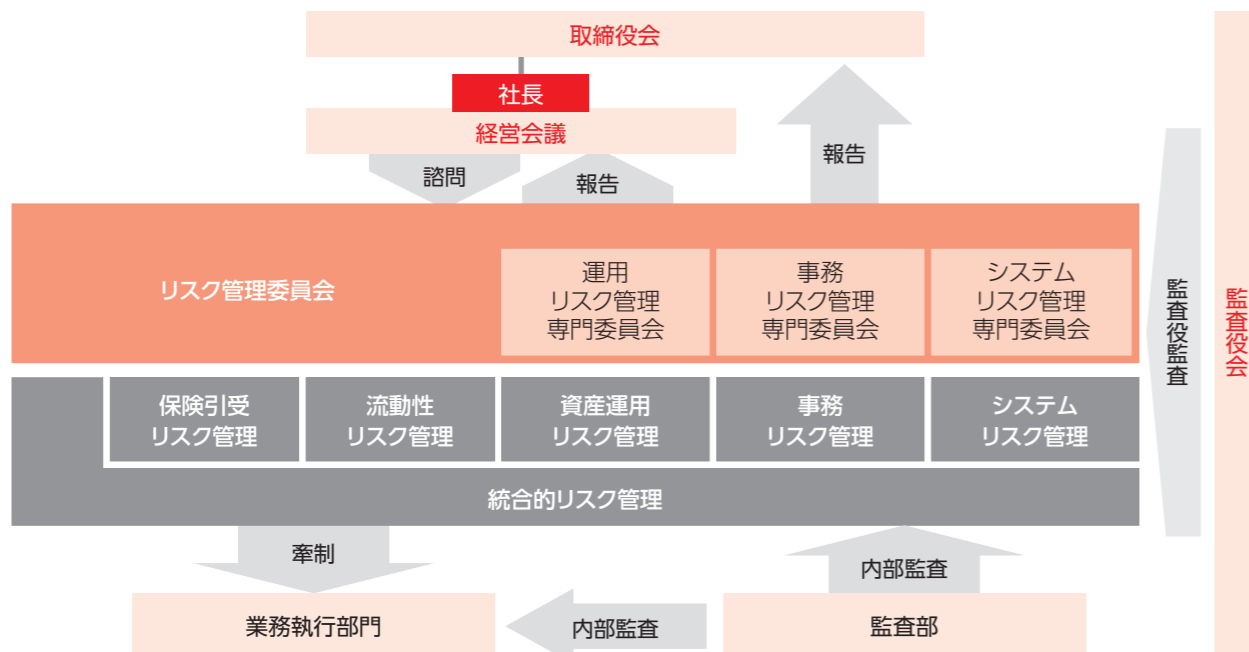 取締役会
社長
経営会議
諮問
報告
報告
リスク管理委員会
運用
リスク管理
専門委員会
事務
リスク管理
専門委員会
システム
リスク管理
専門委員会
保険引受
リスク管理
流動性
リスク管理
資産運用
リスク管理
事務
リスク管理
システム
リスク管理
統合的リスク管理
牽制
内部監査
業務執行部門
内部監査
監査部
監査役監査
監査役会